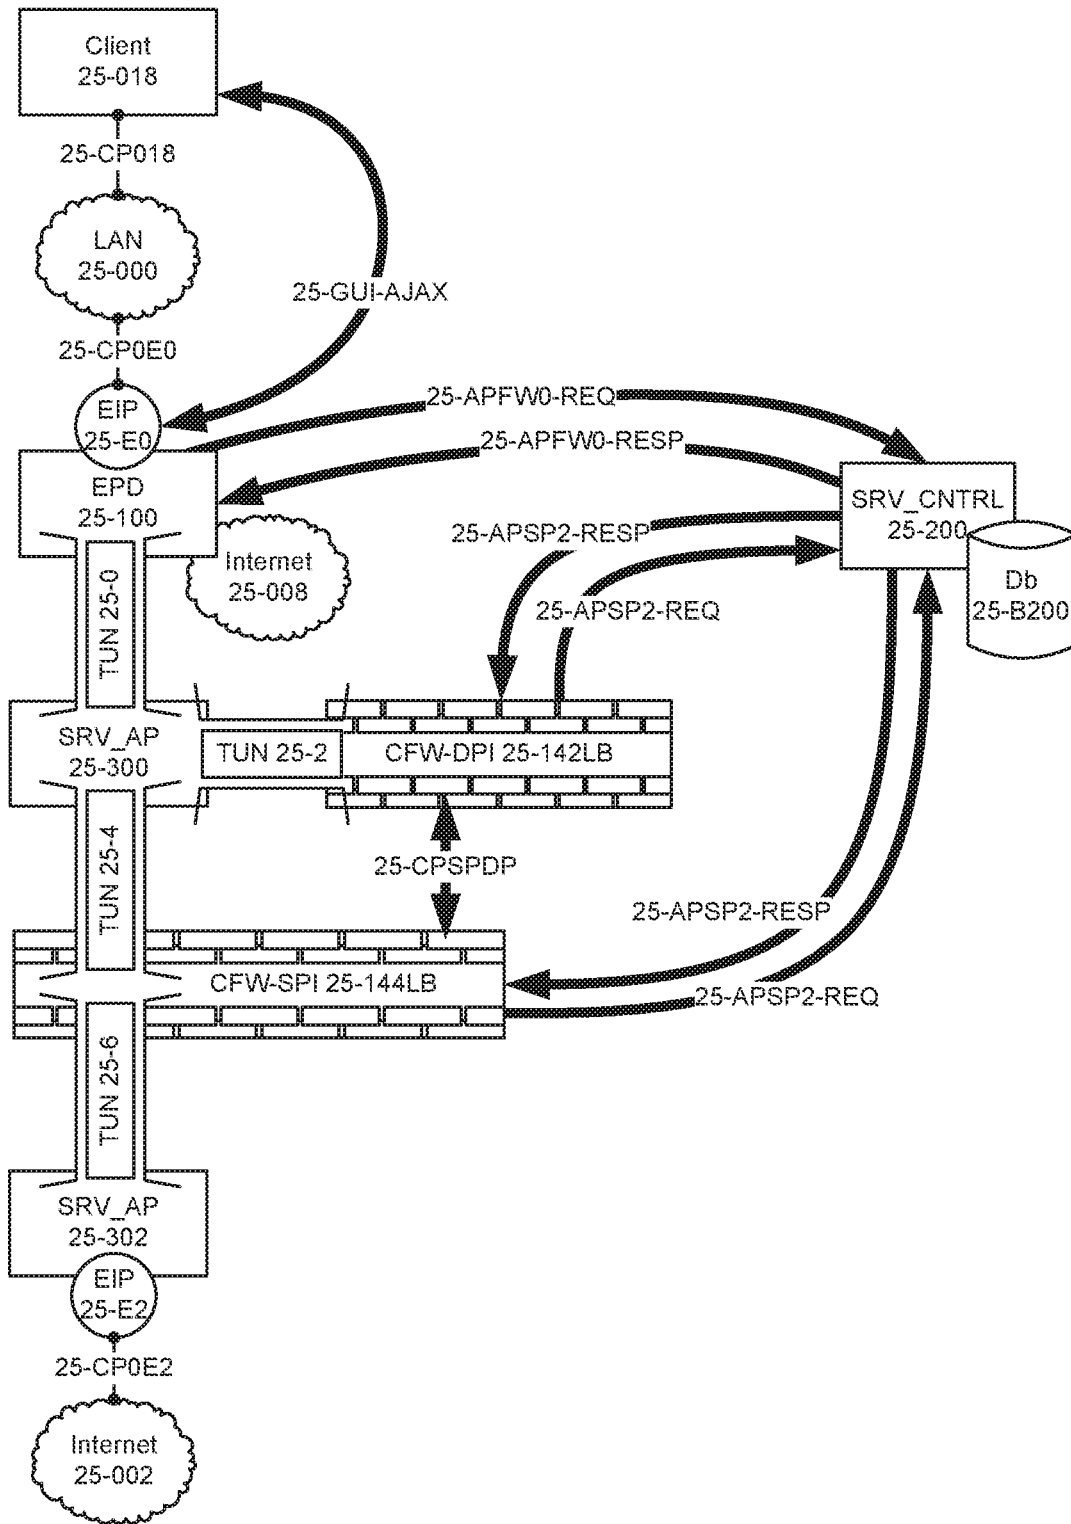 Client
25-018
25-CP018
LAN
25-000
25-GUI-AJAX
25-CP0E0
EIP
25-E0
25-APFW0-REQ
25-APFW0-RESP
EPD
25-100
SRV_CNTRL
25-200
25-APSP2-RESP
Internet
25-008
Db
25-B200
25-APSP2-REQ
TUN 25-0
SRV_AP
25-300
TUN 25-2
CFW-DPI 25-142LB
TUN 25-4
25-CPSPDP
25-APSP2-RESP
CFW-SPI 25-144LB
25-APSP2-REQ
TUN 25-6
SRV_AP
25-302
EIP
25-E2
25-CP0E2
Internet
25-002